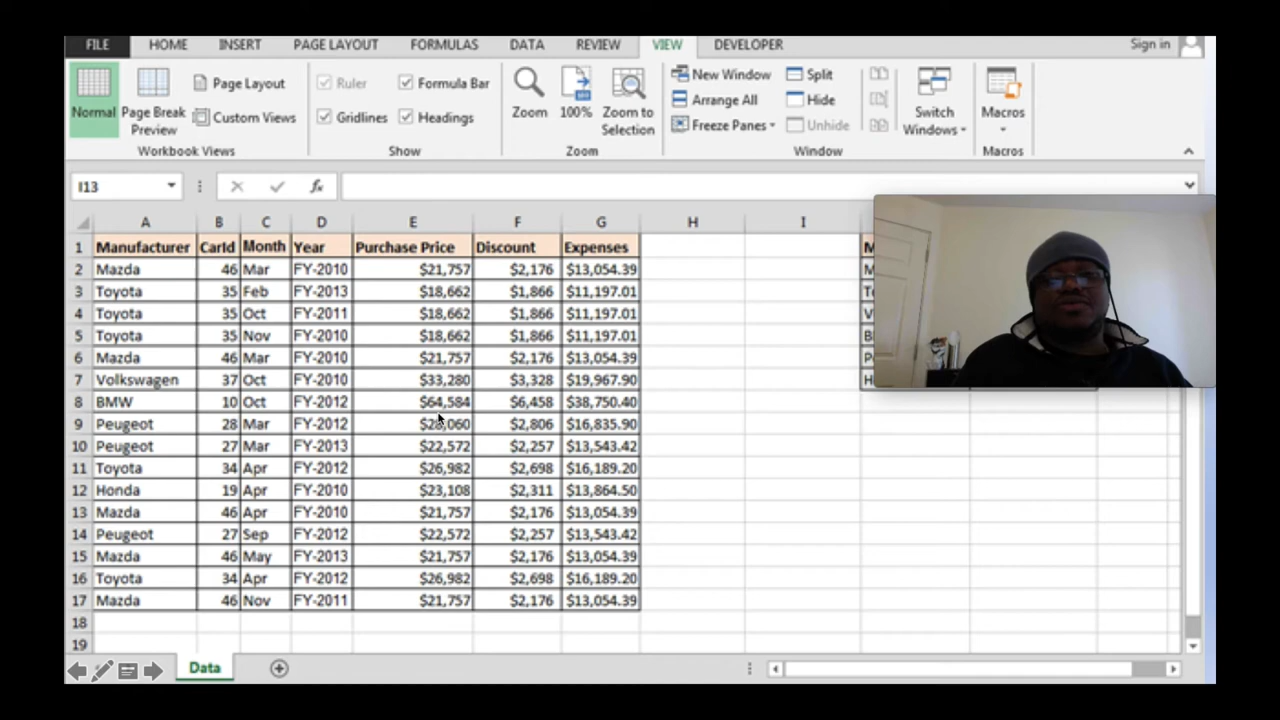 FILE HOME INSERT PAGE LAYOUT FORMULAS DATA REVIEW VIEW DEVELOPER Sign in
Normal Page Break Preview Page Layout Custom Views
Workbook Views
Ruler Formula Bar
Gridlines Headings
Show
Zoom 100% Zoom to Selection
Zoom
New Window Split
Arrange All Hide
Freeze Panes Unhide
Switch Windows
Window
Macros
Macros
I13 fx
A B C D E F G H I
1 Manufacturer CarId Month Year Purchase Price Discount Expenses M
2 Mazda 46 Mar FY-2010 $21,757 $2,176 $13,054.39 M
3 Toyota 35 Feb FY-2013 $18,662 $1,866 $11,197.01
4 Toyota 35 Oct FY-2011 $18,662 $1,866 $11,197.01 V
5 Toyota 35 Nov FY-2010 $18,662 $1,866 $11,197.01
6 Mazda 46 Mar FY-2010 $21,757 $2,176 $13,054.39
7 Volkswagen 37 Oct FY-2010 $33,280 $3,328 $19,967.90 H
8 BMW 10 Oct FY-2012 $64,584 $6,458 $38,750.40
9 Peugeot 28 Mar FY-2012 $28,060 $2,806 $16,835.90
10 Peugeot 27 Mar FY-2013 $22,572 $2,257 $13,543.42
11 Toyota 34 Apr FY-2012 $26,982 $2,698 $16,189.20
12 Honda 19 Apr FY-2010 $23,108 $2,311 $13,864.50
13 Mazda 46 Apr FY-2010 $21,757 $2,176 $13,054.39
14 Peugeot 27 Sep FY-2012 $22,572 $2,257 $13,543.42
15 Mazda 46 May FY-2013 $21,757 $2,176 $13,054.39
16 Toyota 34 Apr FY-2012 $26,982 $2,698 $16,189.20
17 Mazda 46 Nov FY-2011 $21,757 $2,176 $13,054.39
18
19
Data